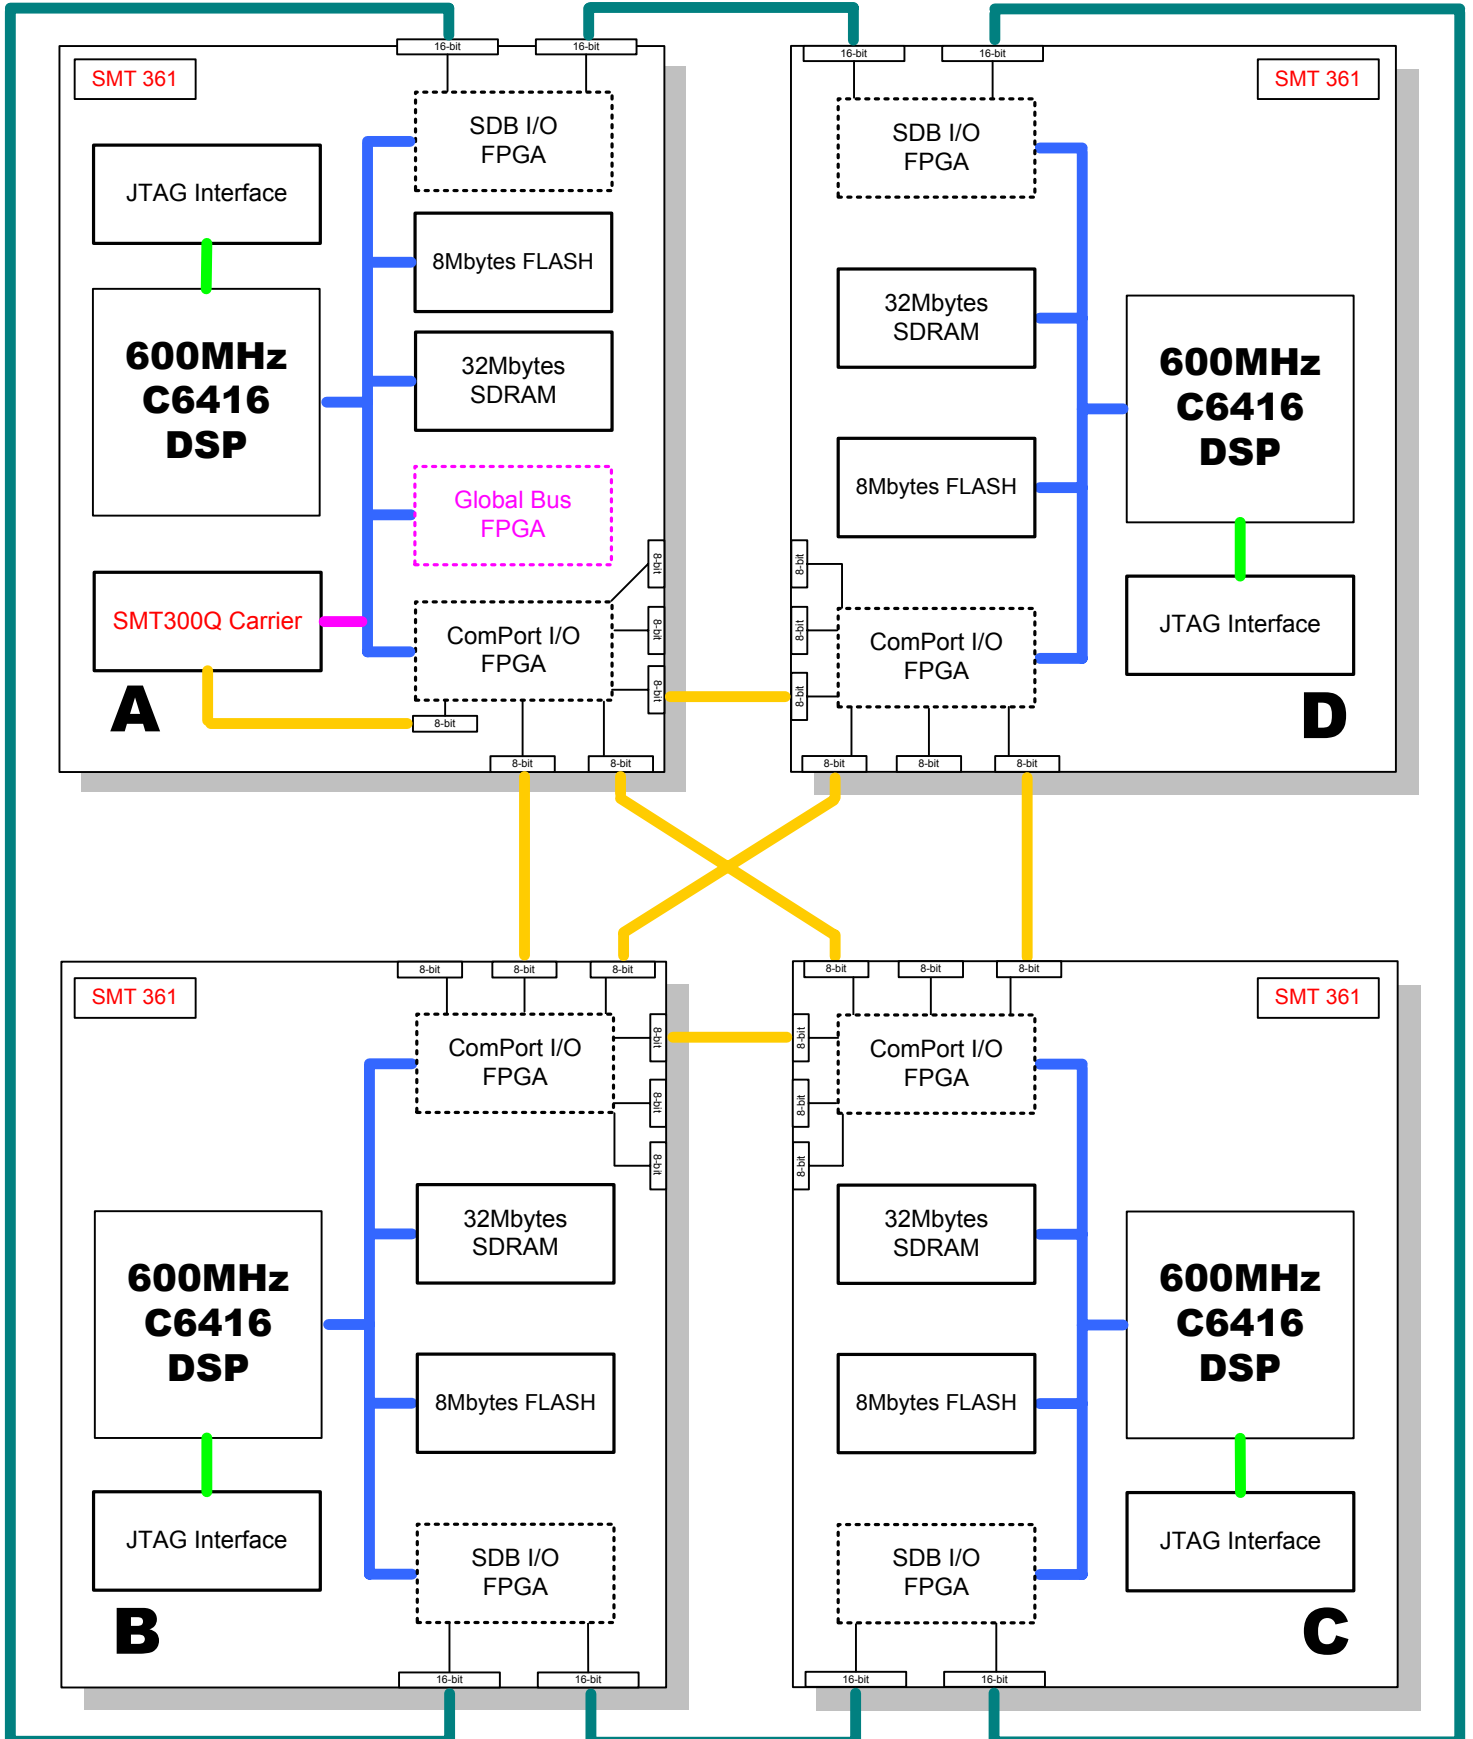 16-bit
16-bit
SMT 361
SDB I/O
FPGA
JTAG Interface
8Mbytes FLASH
600MHz
C6416
DSP
32Mbytes
SDRAM
Global Bus
FPGA
8-bit
SMT300Q Carrier
ComPort I/O
FPGA
8-bit
8-bit
A
8-bit
8-bit
8-bit
16-bit
16-bit
SMT 361
SDB I/O
FPGA
32Mbytes
SDRAM
600MHz
C6416
DSP
8Mbytes FLASH
8-bit
8-bit
ComPort I/O
FPGA
JTAG Interface
8-bit
D
8-bit
8-bit
8-bit
8-bit
8-bit
8-bit
SMT 361
ComPort I/O
FPGA
8-bit
8-bit
8-bit
32Mbytes
SDRAM
600MHz
C6416
DSP
8Mbytes FLASH
JTAG Interface
SDB I/O
FPGA
B
16-bit
16-bit
8-bit
8-bit
8-bit
SMT 361
8-bit
ComPort I/O
FPGA
8-bit
8-bit
32Mbytes
SDRAM
600MHz
C6416
DSP
8Mbytes FLASH
JTAG Interface
SDB I/O
FPGA
C
16-bit
16-bit